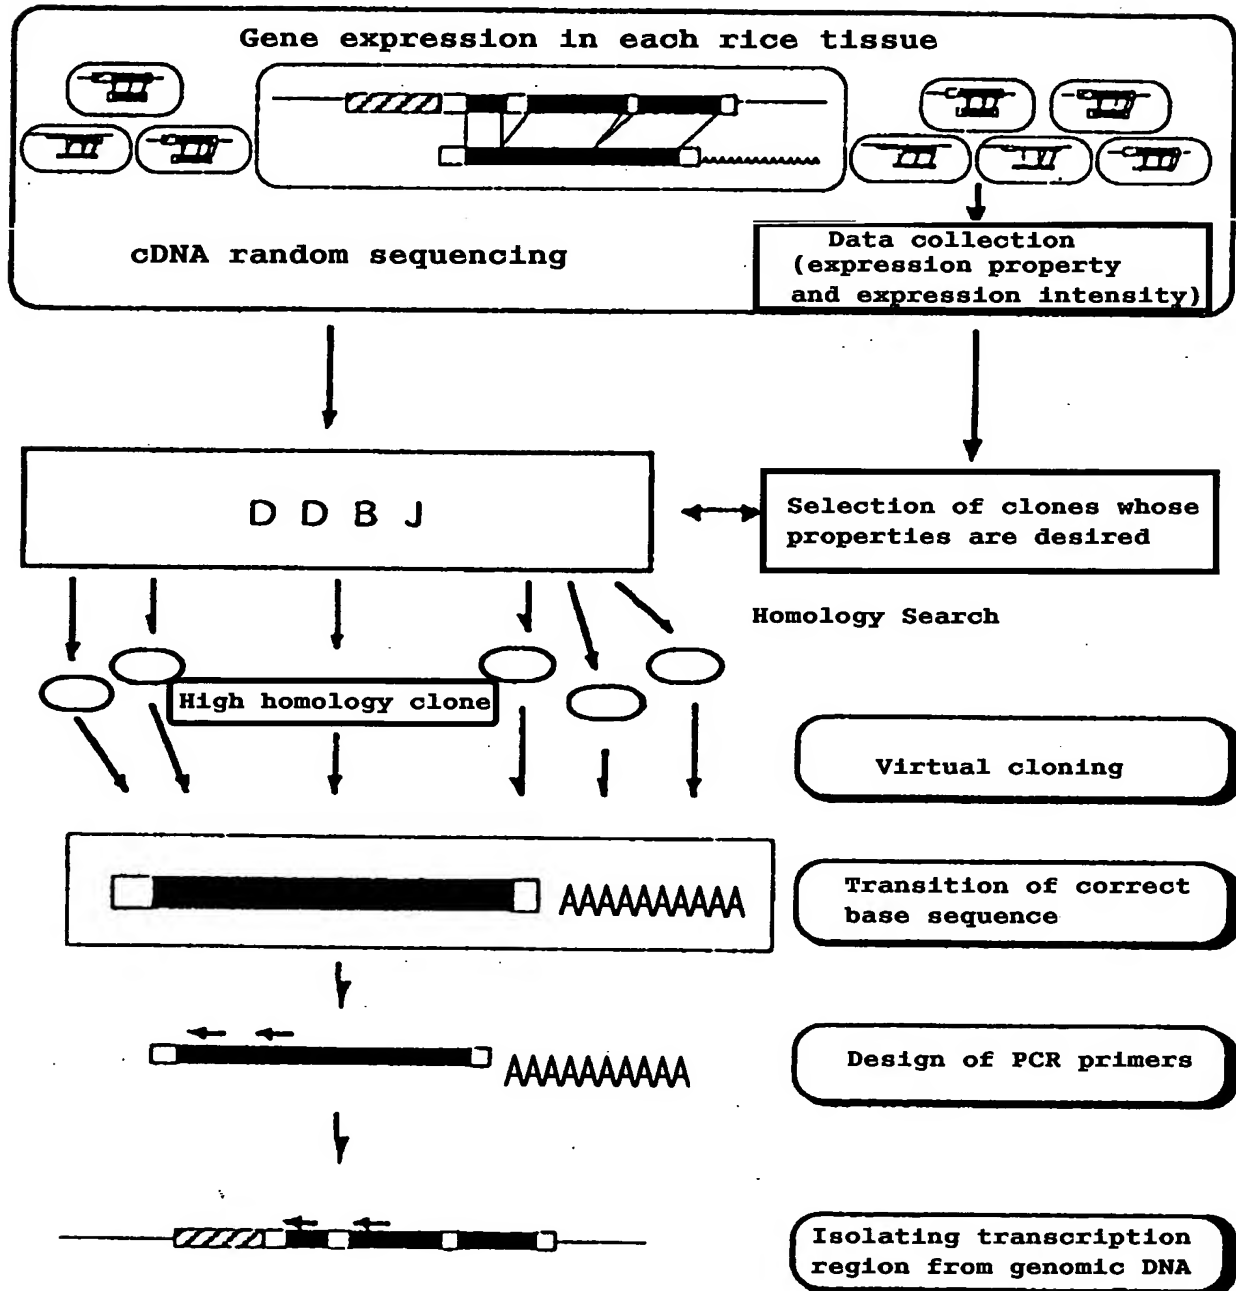 Gene expression in each rice tissue
cDNA random sequencing
Data collection
(expression property
and expression intensity)
D D B J
Selection of clones whose
properties are desired
Homology Search
High homology clone
Virtual cloning
AAAAAAAAAA
Transition of correct
base sequence
AAAAAAAAAA
Design of PCR primers
Isolating transcription
region from genomic DNA